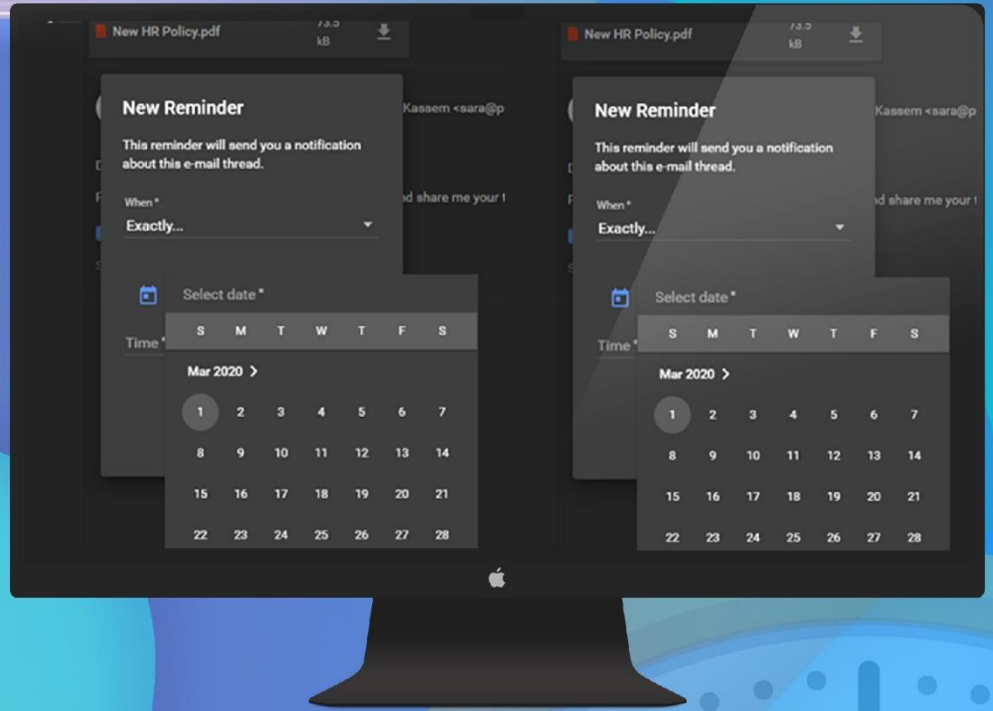 New HR Policy.pdf
73.5
kB
New Reminder
Kassem <sara@p
This reminder will send you a notification
about this e-mail thread.
When *
nd share me your
Exactly...
Select date *
S M T W T F S
Time *
Mar 2020
1 2 3 4 5 6 7
8 9 10 11 12 13 14
15 16 17 18 19 20 21
22 23 24 25 26 27 28
New HR Policy.pdf
73.5
kB
New Reminder
Kassem <sara@p
This reminder will send you a notification
about this e-mail thread.
When *
nd share me your
Exactly...
Select date *
S M T W T F S
Time *
Mar 2020
1 2 3 4 5 6 7
8 9 10 11 12 13 14
15 16 17 18 19 20 21
22 23 24 25 26 27 28